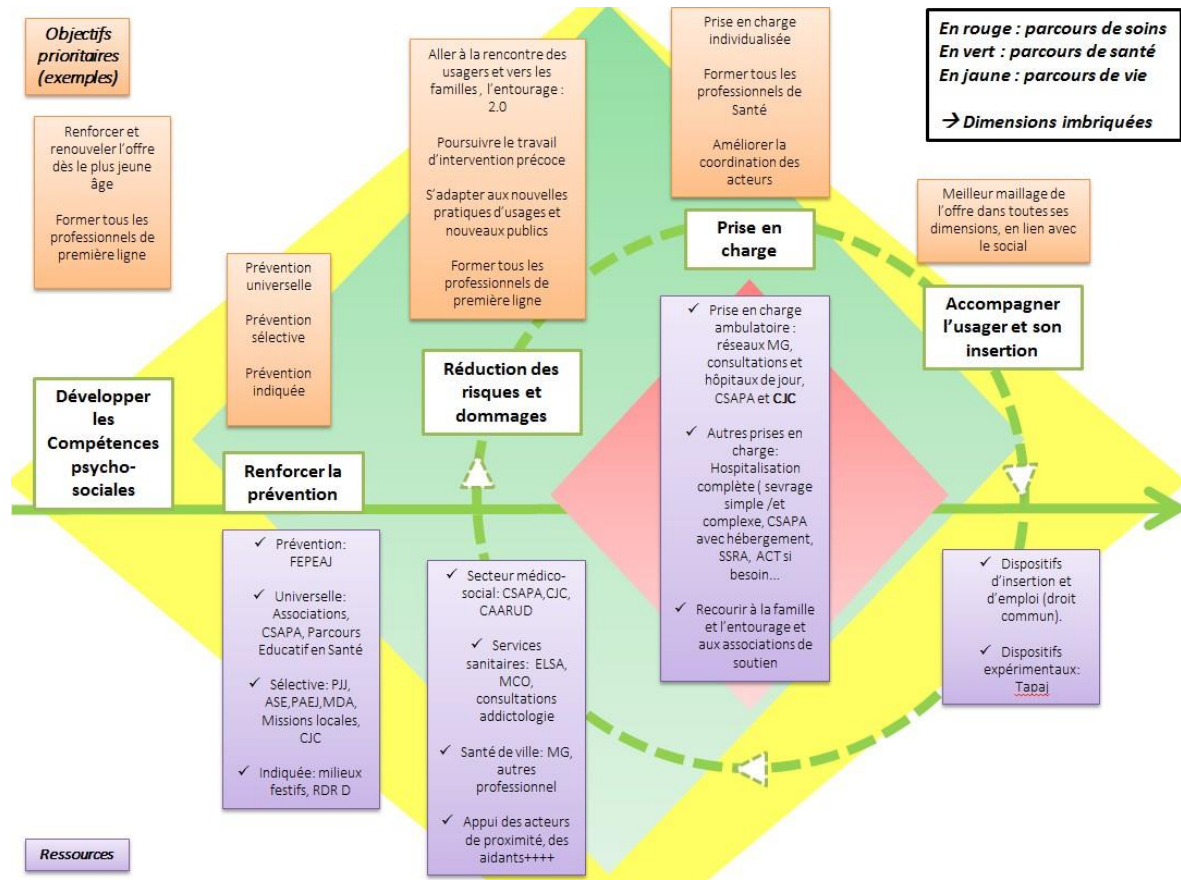 Objectifs
prioritaires
(exemples)
Renforcer et
renouveler l'offre
dès le plus jeune
âge
Former tous les
professionnels de
première ligne
Prévention
universelle
Prévention
sélective
Prévention
indiquée
Aller à la rencontre des
usagers et vers les
familles , l'entourage :
2.0
Poursuivre le travail
d'intervention précoce
S'adapter aux nouvelles
pratiques d'usages et
nouveaux publics
Former tous les
professionnels de
première ligne
Prise en charge
individualisée
Former tous les
professionnels de
Santé
Améliorer la
coordination des
acteurs
En rouge : parcours de soins
En vert : parcours de santé
En jaune : parcours de vie
→ Dimensions imbriquées
Meilleur maillage de
l'offre dans toutes ses
dimensions, en lien avec
le social
Développer
les
Compétences
psycho-
sociales
Renforcer la
prévention
Réduction des
risques et
dommages
Prise en
charge
Accompagner
l'usager et son
insertion
✓ Prévention:
FEPEAJ
✓ Universelle:
Associations,
CSAPA, Parcours
Educatif en Santé
✓ Sélective: PJJ,
ASE,PAEJ,MDA,
Missions locales,
CJC
✓ Indiquée: milieux
festifs, RDR D
✓ Secteur médico-
social: CSAPA,CJC,
CAARUD
✓ Services
sanitaires: ELSA,
MCO,
consultations
addictologie
✓ Santé de ville: MG,
autres
professionnel
✓ Appui des acteurs
de proximité, des
aidants++++
✓ Prise en charge
ambulatoire :
réseaux MG,
consultations et
hôpitaux de jour,
CSAPA et CJC
✓ Autres prises en
charge:
Hospitalisation
complète ( sevrage
simple /et
complexe, CSAPA
avec hébergement,
SSRA, ACT si
besoin...
✓ Recourir à la famille
et l'entourage et
aux associations de
soutien
✓ Dispositifs
d'insertion et
d'emploi (droit
commun).
✓ Dispositifs
expérimentaux:
Tapaj
Ressources